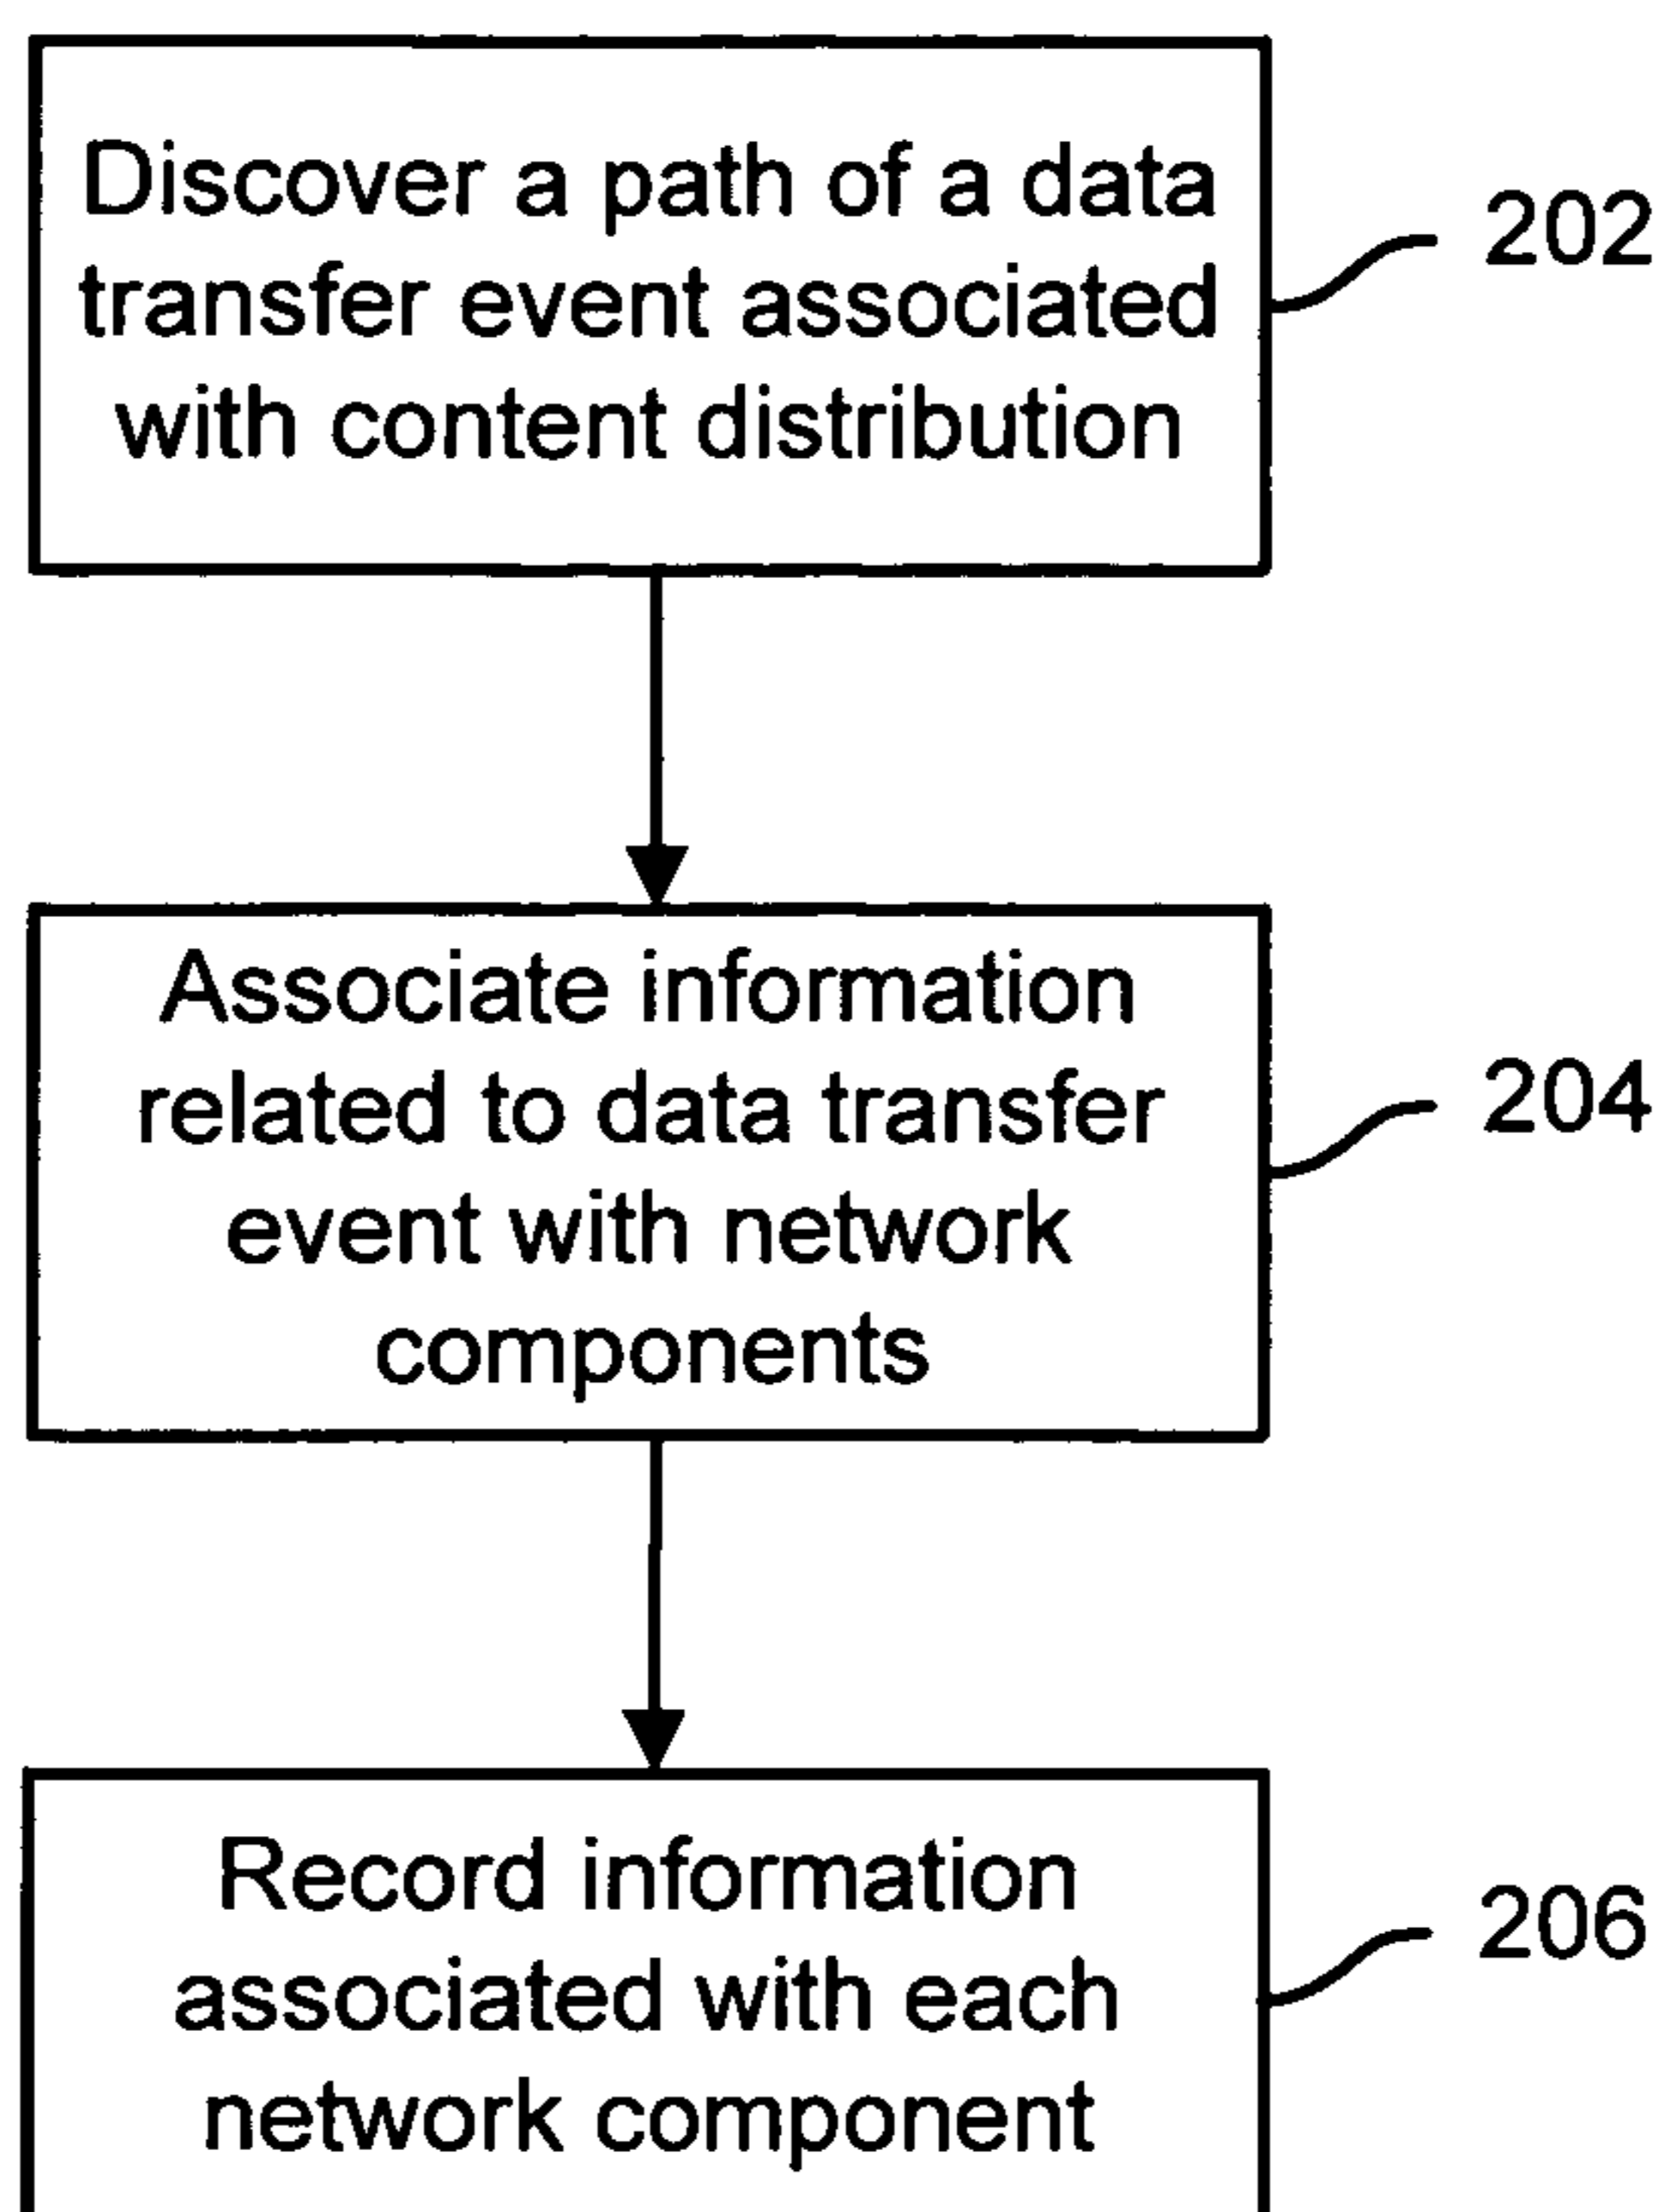 Discover a path of a data
transfer event associated
with content distribution
202
Associate information
related to data transfer
event with network
components
204
Record information
associated with each
network component
206